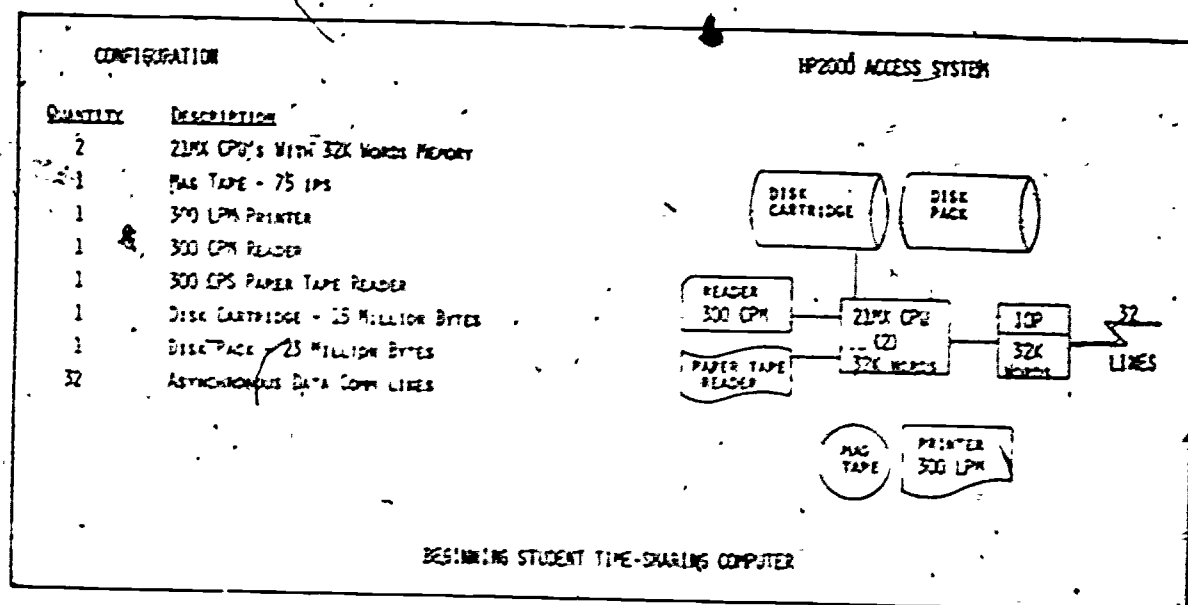 CONFIGURATION
HP2000 ACCESS SYSTEM
QUANTITY DESCRIPTION
2 21MX CPU's WITH 32K WORDS MEMORY
1 MAG TAPE - 75 IPS
1 300 LPM PRINTER
1 300 CPM READER
1 300 CPS PAPER TAPE READER
1 DISK CARTRIDGE - MILLION BYTES
1 DISK PACK - MILLION BYTES
32 ASYNCHRONOUS DATA COMM LINES
DISK
CARTRIDGE
DISK
PACK
READER
300 CPM
21MX CPU
(2)
32K WORDS
IOP
32K
WORDS
32
LINES
PAPER TAPE
READER
MAG
TAPE
PRINTER
300 LPM
BEGINNING STUDENT TIME-SHARING COMPUTER